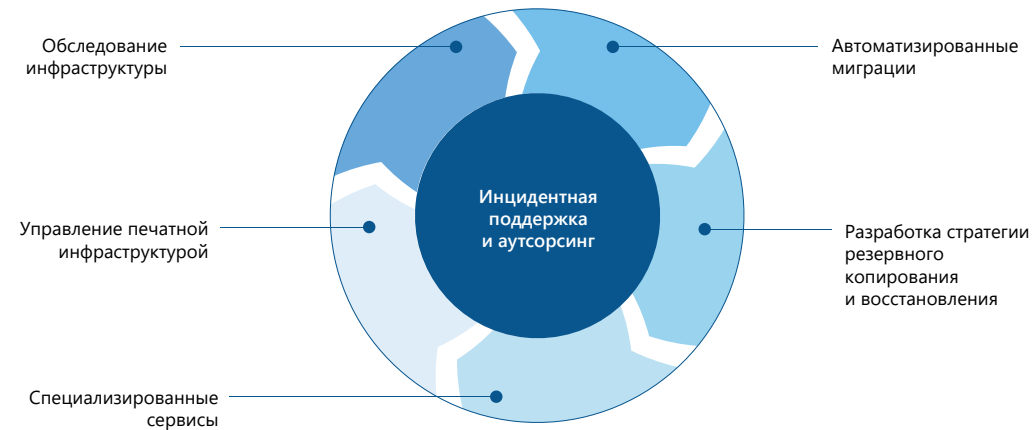 Обследование
инфраструктуры
Автоматизированные
миграции
Инцидентная
поддержка
и аутсорсинг
Управление печатной
инфраструктурой
Разработка стратегии
резервного
копирования
и восстановления
Специализированные
сервисы